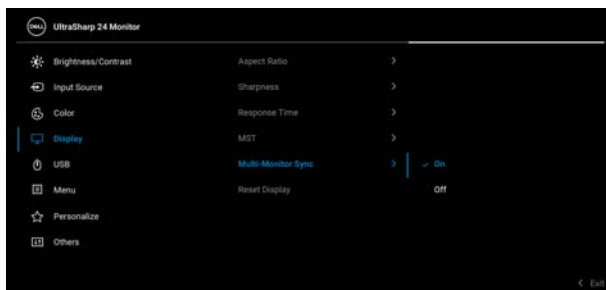 DELL
UltraSharp 24 Monitor
Brightness/Contrast
Input Source
Color
Display
USB
Menu
Personalize
Others
Aspect Ratio
Sharpness
Response Time
MST
Multi-Monitor Sync
Reset Display
On
Off
Exit